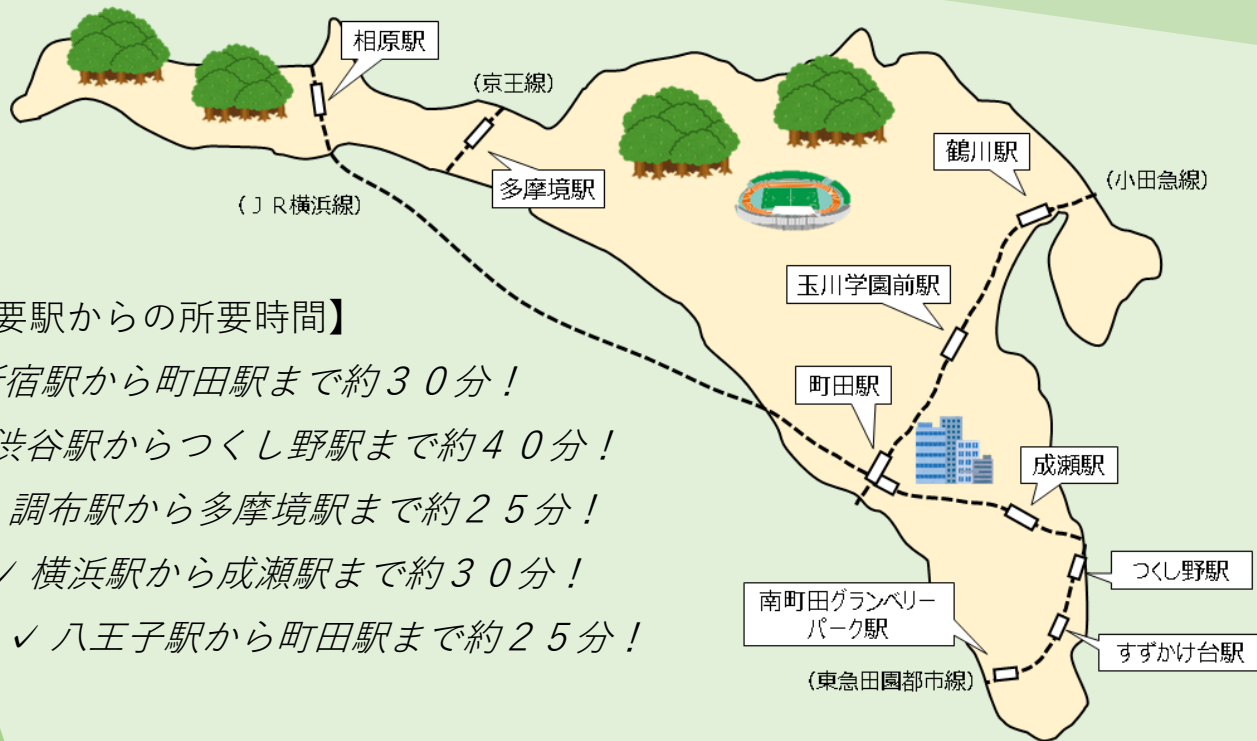 相原駅
(京王線)
多摩境駅
鶴川駅
(小田急線)
(ＪＲ横浜線)
玉川学園前駅
町田駅
成瀬駅
つくし野駅
南町田グランベリー
パーク駅
すずかけ台駅
(東急田園都市線)
要駅からの所要時間】
宿駅から町田駅まで約３０分！
渋谷駅からつくし野駅まで約４０分！
調布駅から多摩境駅まで約２５分！
✓ 横浜駅から成瀬駅まで約３０分！
✓ 八王子駅から町田駅まで約２５分！